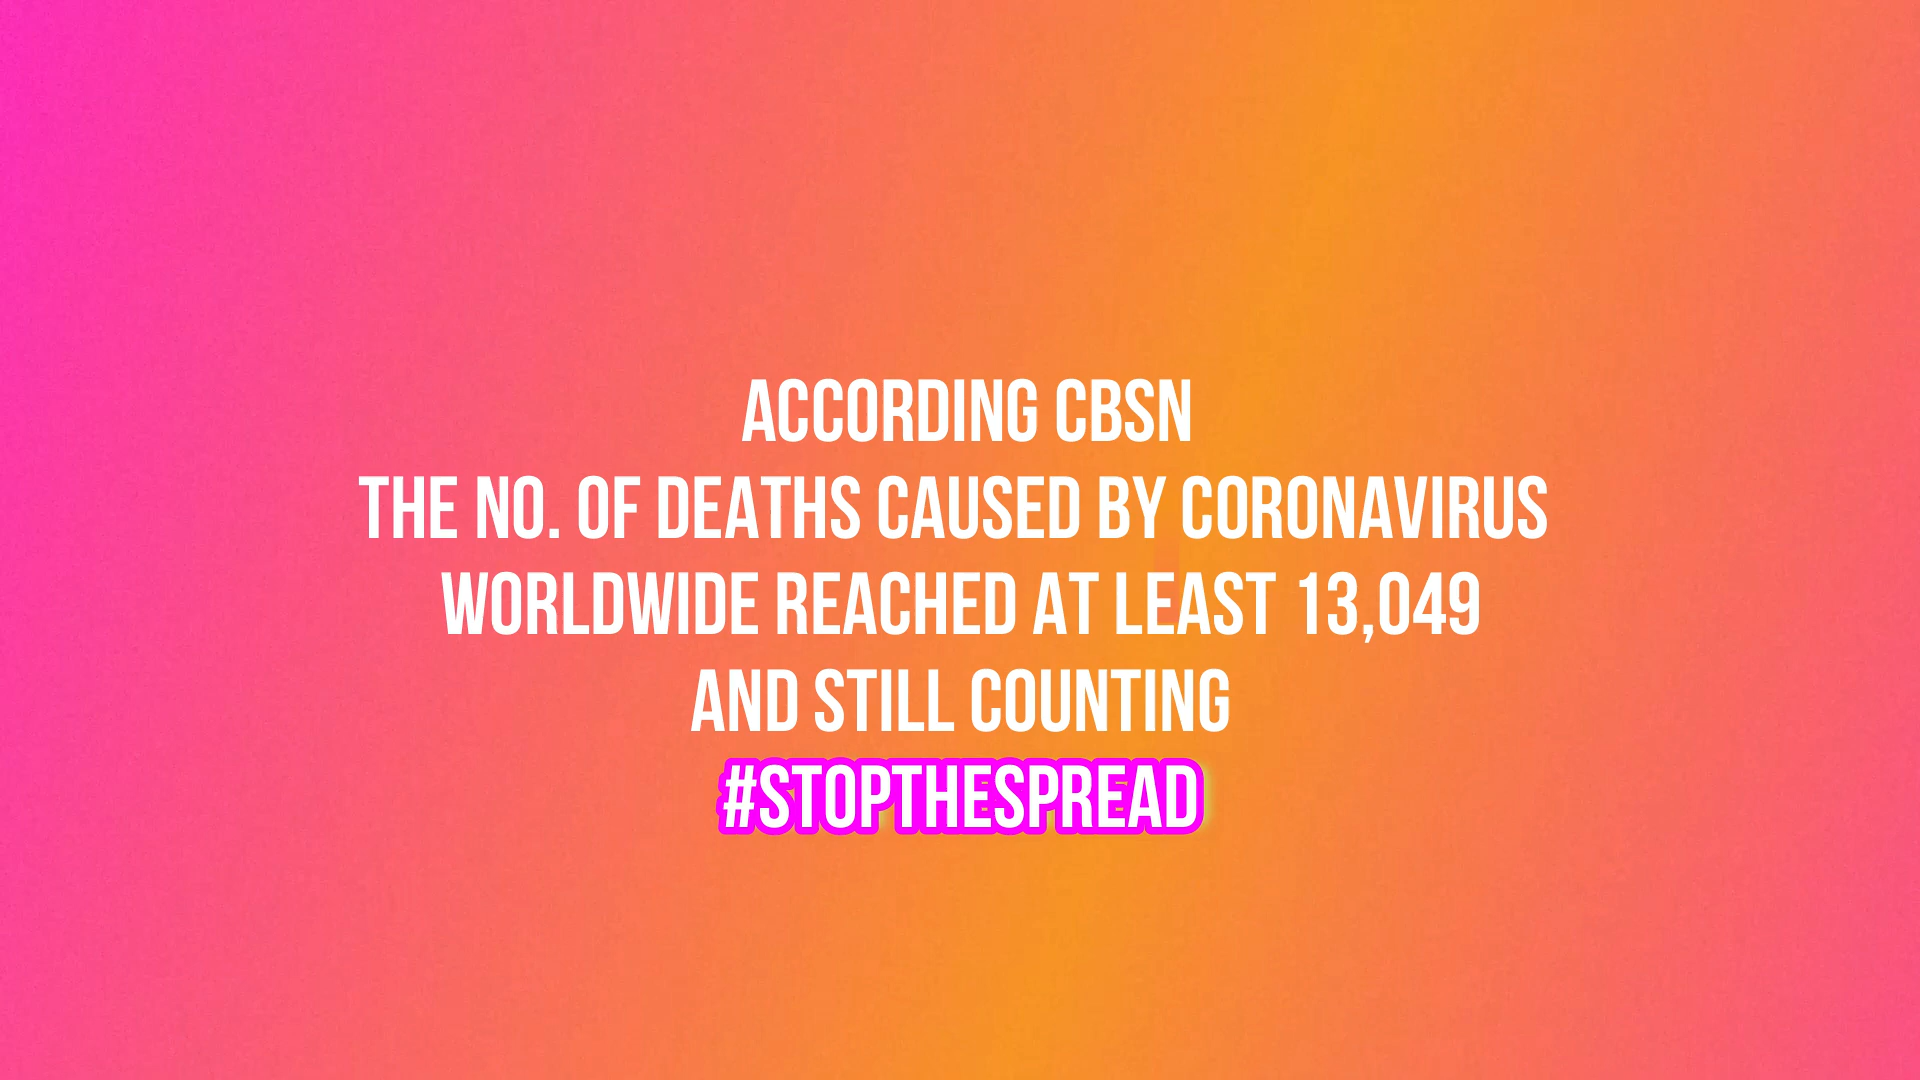 ACCORDING CBSN
THE NO. OF DEATHS CAUSED BY CORONAVIRUS
WORLDWIDE REACHED AT LEAST 13,049
AND STILL COUNTING
#STOPTHESPREAD